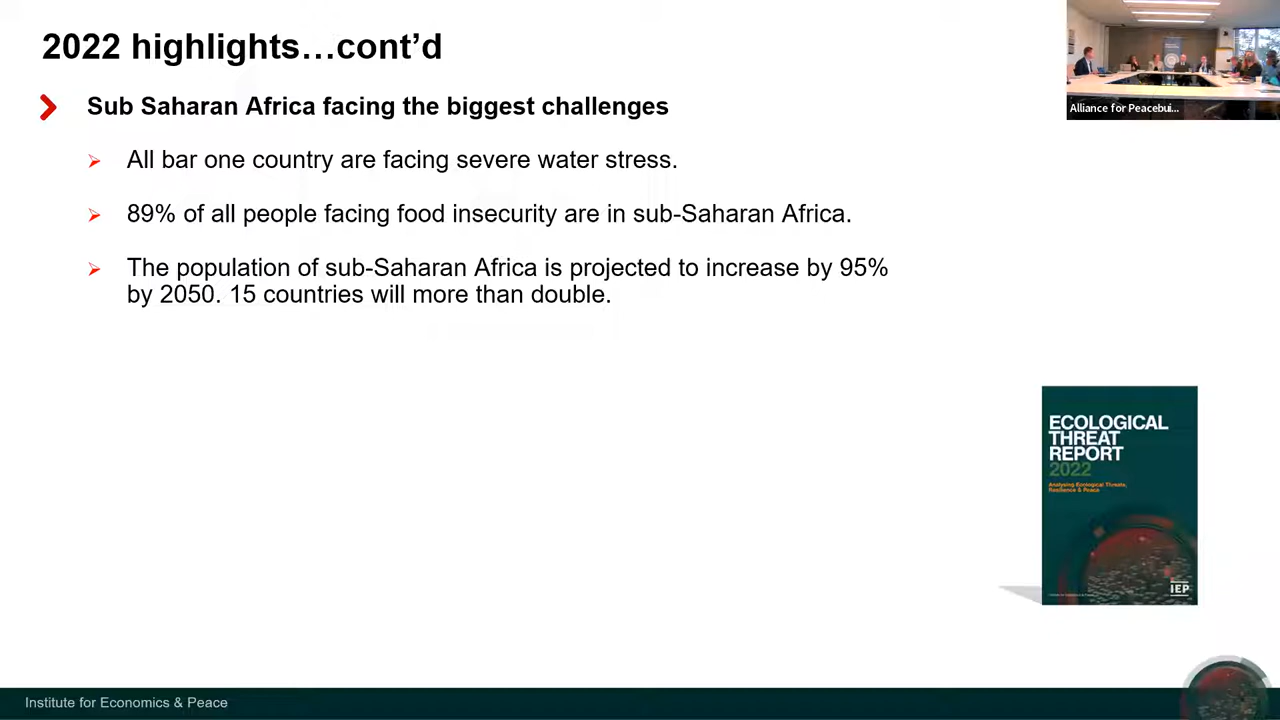 2022 highlights…cont’d
Sub Saharan Africa facing the biggest challenges
All bar one country are facing severe water stress.
89% of all people facing food insecurity are in sub-Saharan Africa.
The population of sub-Saharan Africa is projected to increase by 95%
by 2050. 15 countries will more than double.
Alliance for Peacebui...
ECOLOGICAL
THREAT
REPORT
2022
Analysing Ecological Threats,
Resilience & Peace
IEP
Institute for Economics & Peace